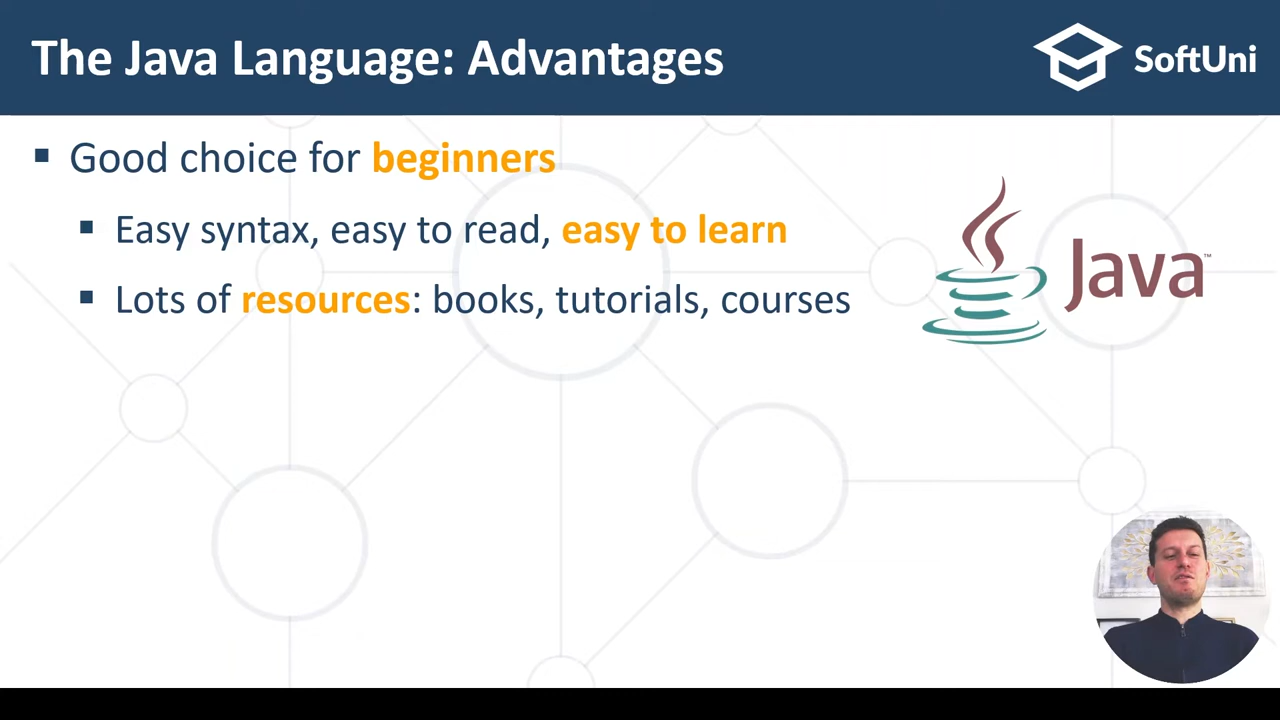 The Java Language: Advantages
SoftUni
Good choice for beginners
Easy syntax, easy to read, easy to learn
Lots of resources: books, tutorials, courses
Java™